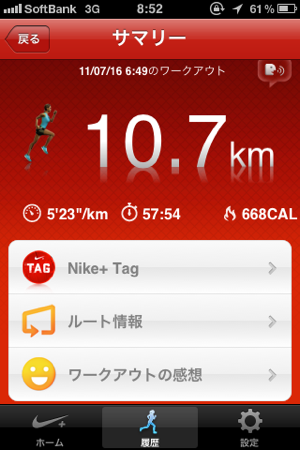 SoftBank 3G 8:52 61%
戻る サマリー
11/07/16 6:49のワークアウト
10.7km
5'23"/km 57:54 668CAL
TAG Nike+ Tag
ルート情報
ワークアウトの感想
ホーム 履歴 設定